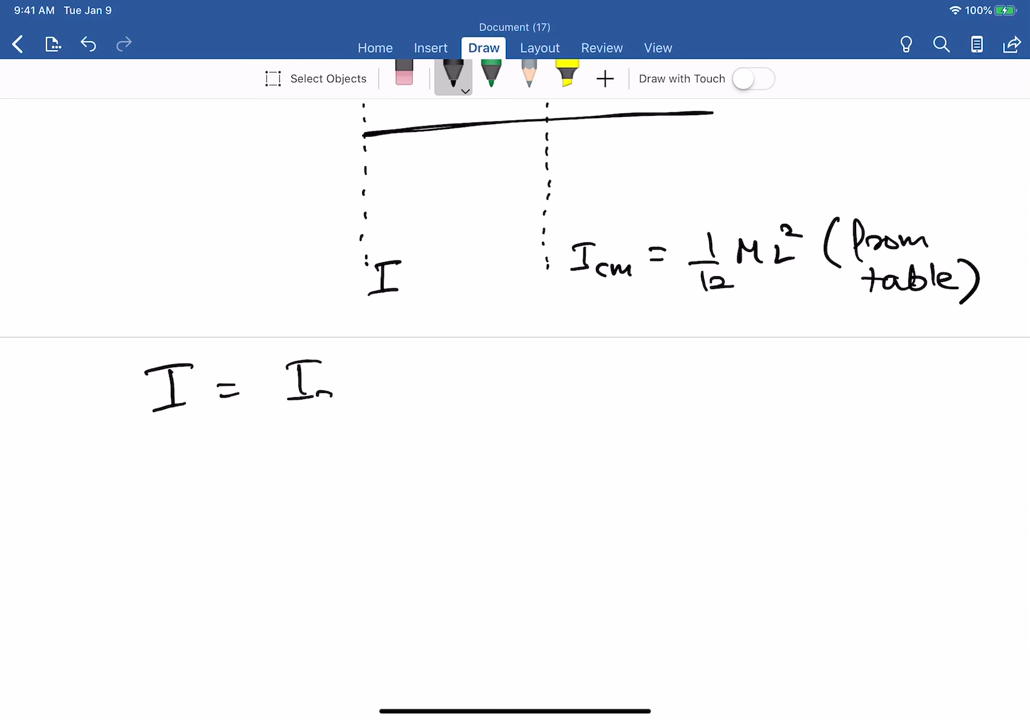 9:41 AM Tue Jan 9
100%
Document (17)
Home Insert Draw Layout Review View
Select Objects
Draw with Touch
I
I cm = 1/12 ML² (from table)
I = I